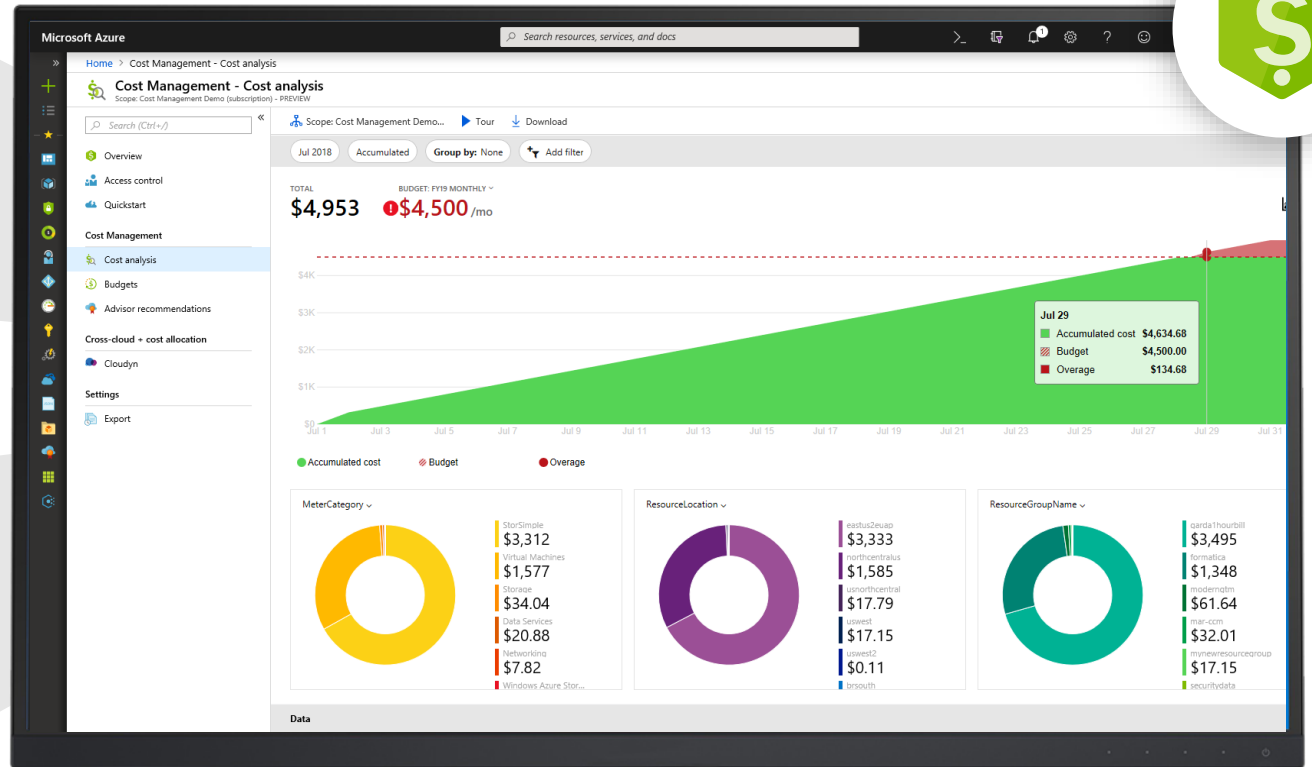 Microsoft Azure
Search resources, services, and docs
1
Home > Cost Management - Cost analysis
Cost Management - Cost analysis
Scope: Cost Management Demo (subscription) - PREVIEW
Search (Ctrl+/)
Overview
Access control
Quickstart
Cost Management
Cost analysis
Budgets
Advisor recommendations
Cross-cloud + cost allocation
Cloudyn
Settings
Export
Scope: Cost Management Demo... Tour Download
Jul 2018 Accumulated Group by: None Add filter
TOTAL BUDGET: FY19 MONTHLY
$4,953 $4,500 /mo
$4K
$3K
$2K
$1K
$0
Jul 1 Jul 3 Jul 5 Jul 7 Jul 9 Jul 11 Jul 13 Jul 15 Jul 17 Jul 19 Jul 21 Jul 23 Jul 25 Jul 27 Jul 29 Jul 31
Jul 29
Accumulated cost $4,634.68
Budget $4,500.00
Overage $134.68
Accumulated cost Budget Overage
MeterCategory
StorSimple
$3,312
Virtual Machines
$1,577
Storage
$34.04
Data Services
$20.88
Networking
$7.82
Windows Azure Stor...
ResourceLocation
eastus2euap
$3,333
northcentralus
$1,585
usnorthcentral
$17.79
uswest
$17.15
uswest2
$0.11
brsouth
ResourceGroupName
qarda1hourbill
$3,495
formatica
$1,348
moderngtm
$61.64
mar-ccm
$32.01
mynewresourcegroup
$17.15
securitydata
Data